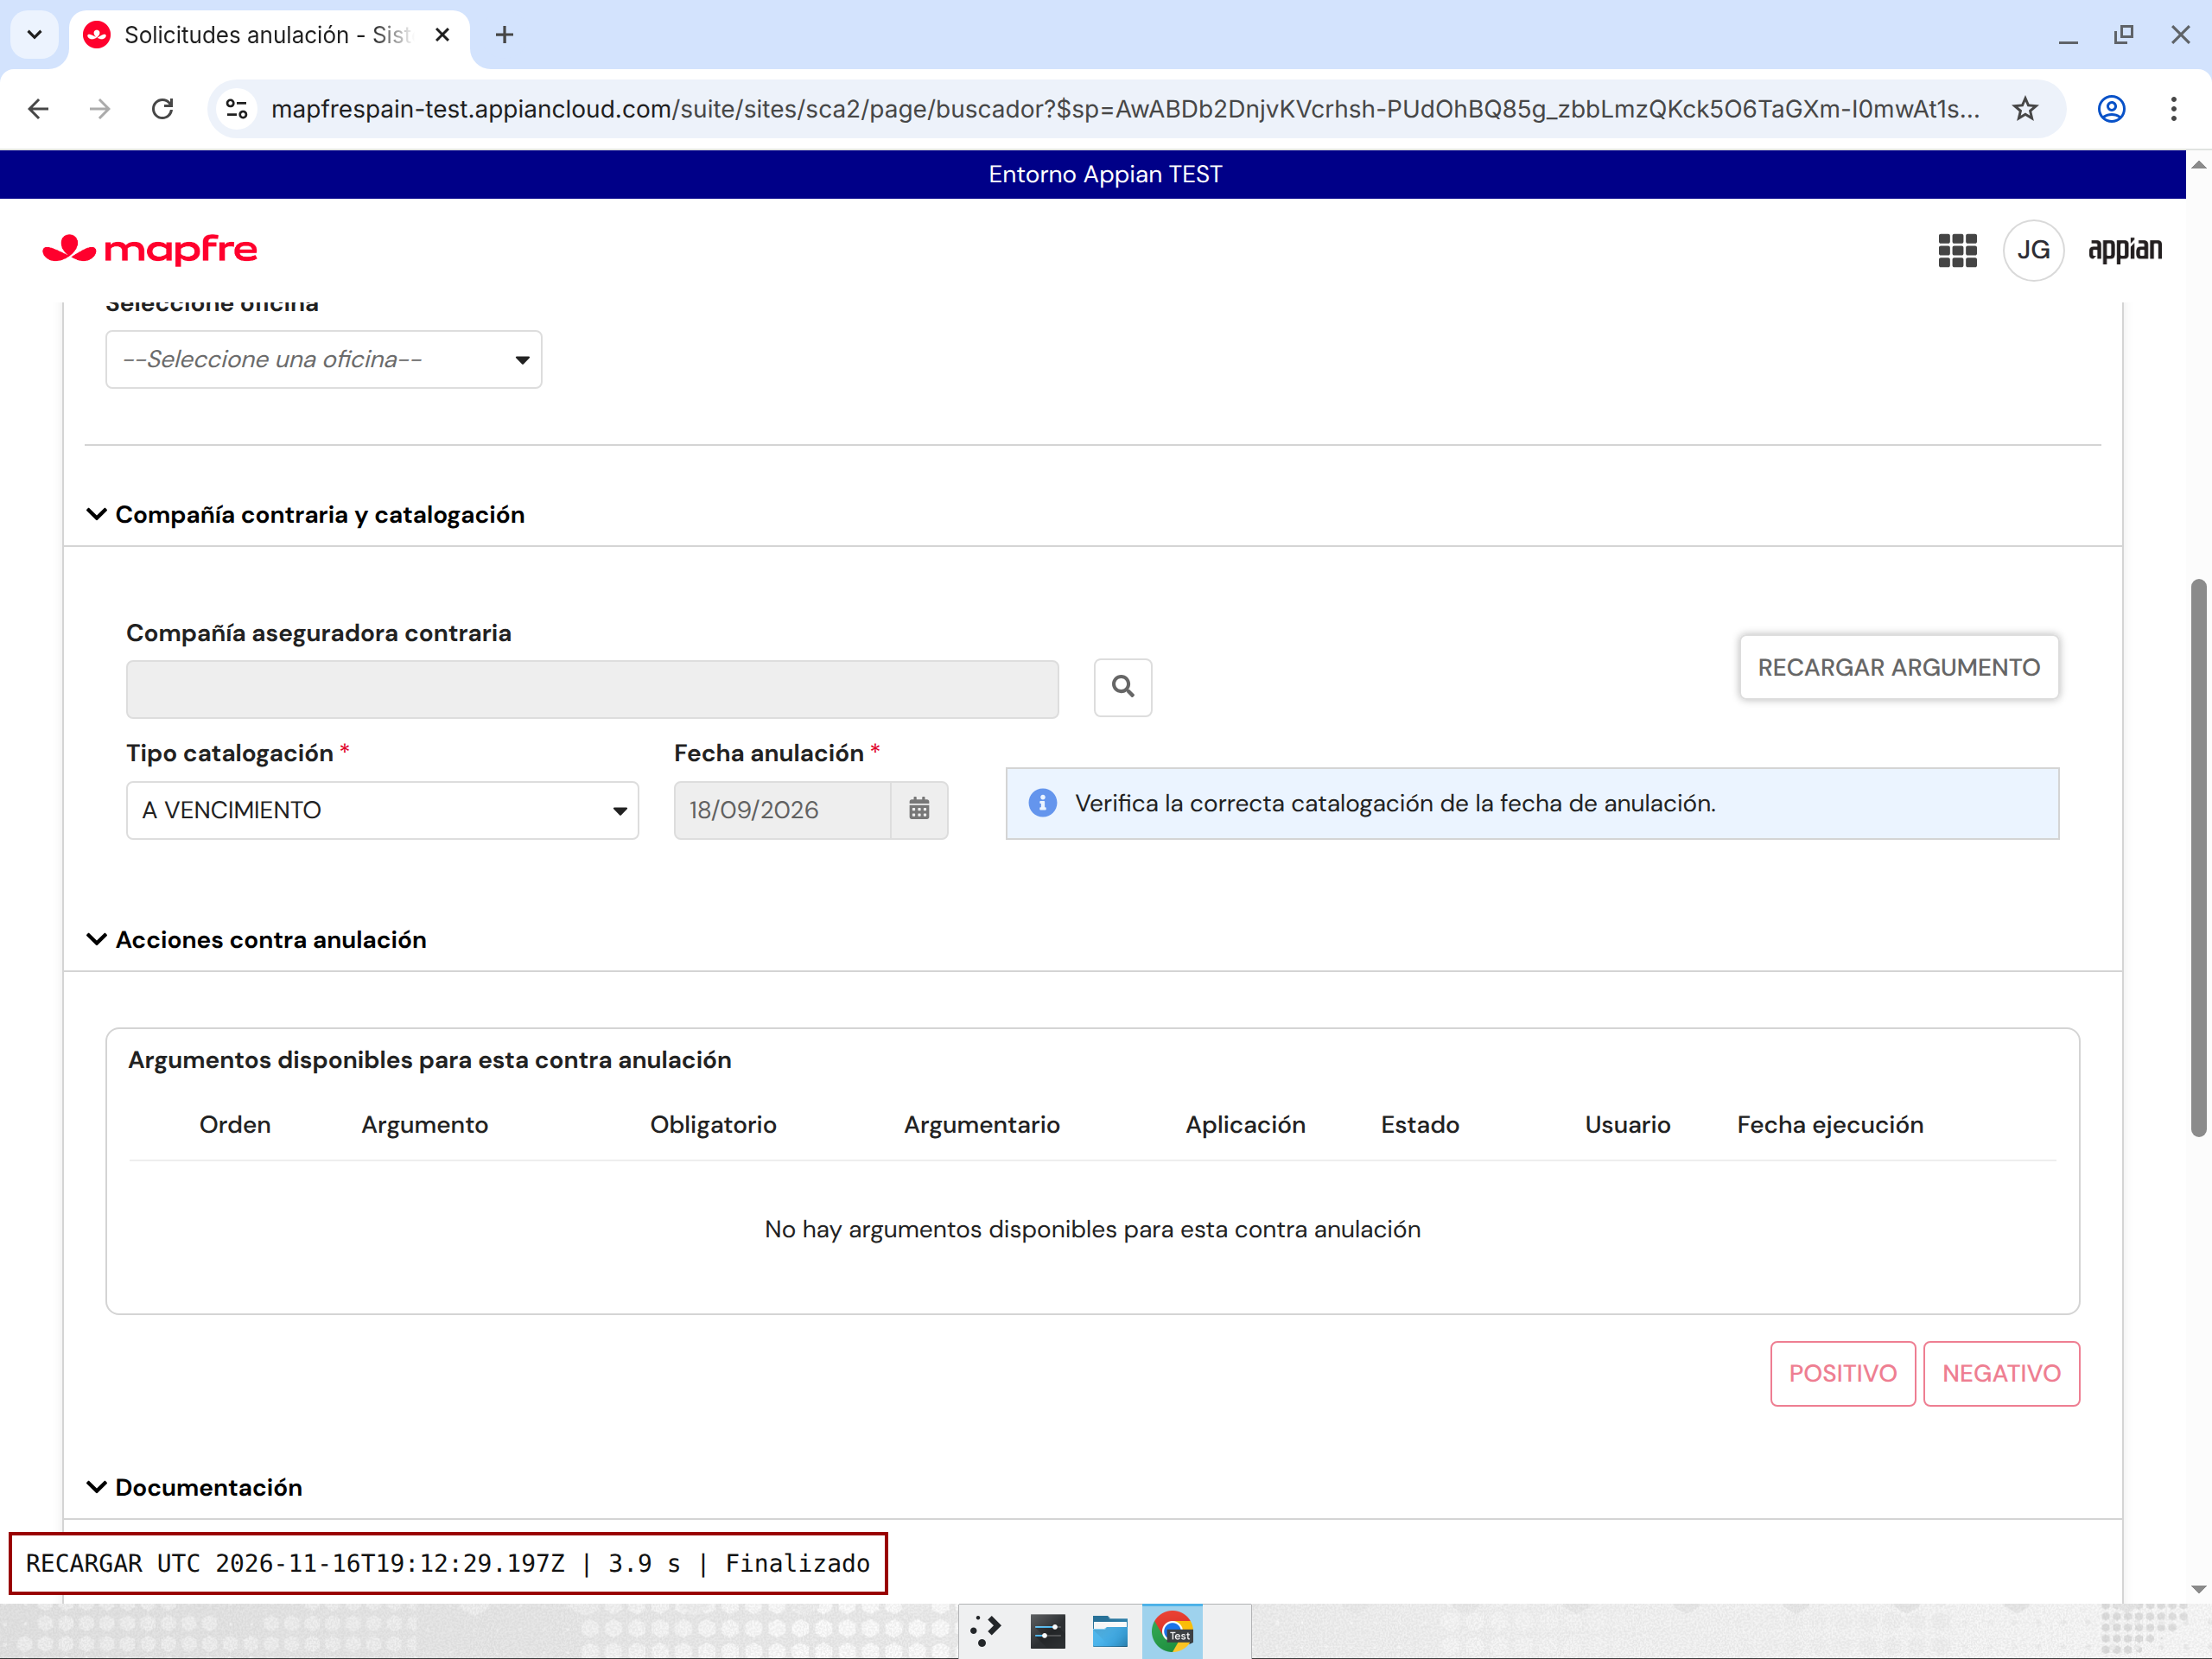 Solicitudes anulación - Sist
mapfrespain-test.appiancloud.com/suite/sites/sca2/page/buscador?$sp=AwABDb2DnjvKVcrhsh-PUdOhBQ85g_zbbLmzQKck5O6TaGXm-I0mwAt1s...
Entorno Appian TEST
mapfre
JG
appian
Seleccione oficina
--Seleccione una oficina--
Compañía contraria y catalogación
Compañía aseguradora contraria
RECARGAR ARGUMENTO
Tipo catalogación *
Fecha anulación *
A VENCIMIENTO
18/09/2026
Verifica la correcta catalogación de la fecha de anulación.
Acciones contra anulación
Argumentos disponibles para esta contra anulación
Orden Argumento Obligatorio Argumentario Aplicación Estado Usuario Fecha ejecución
No hay argumentos disponibles para esta contra anulación
POSITIVO NEGATIVO
Documentación
RECARGAR UTC 2026-11-16T19:12:29.197Z | 3.9 s | Finalizado
Test